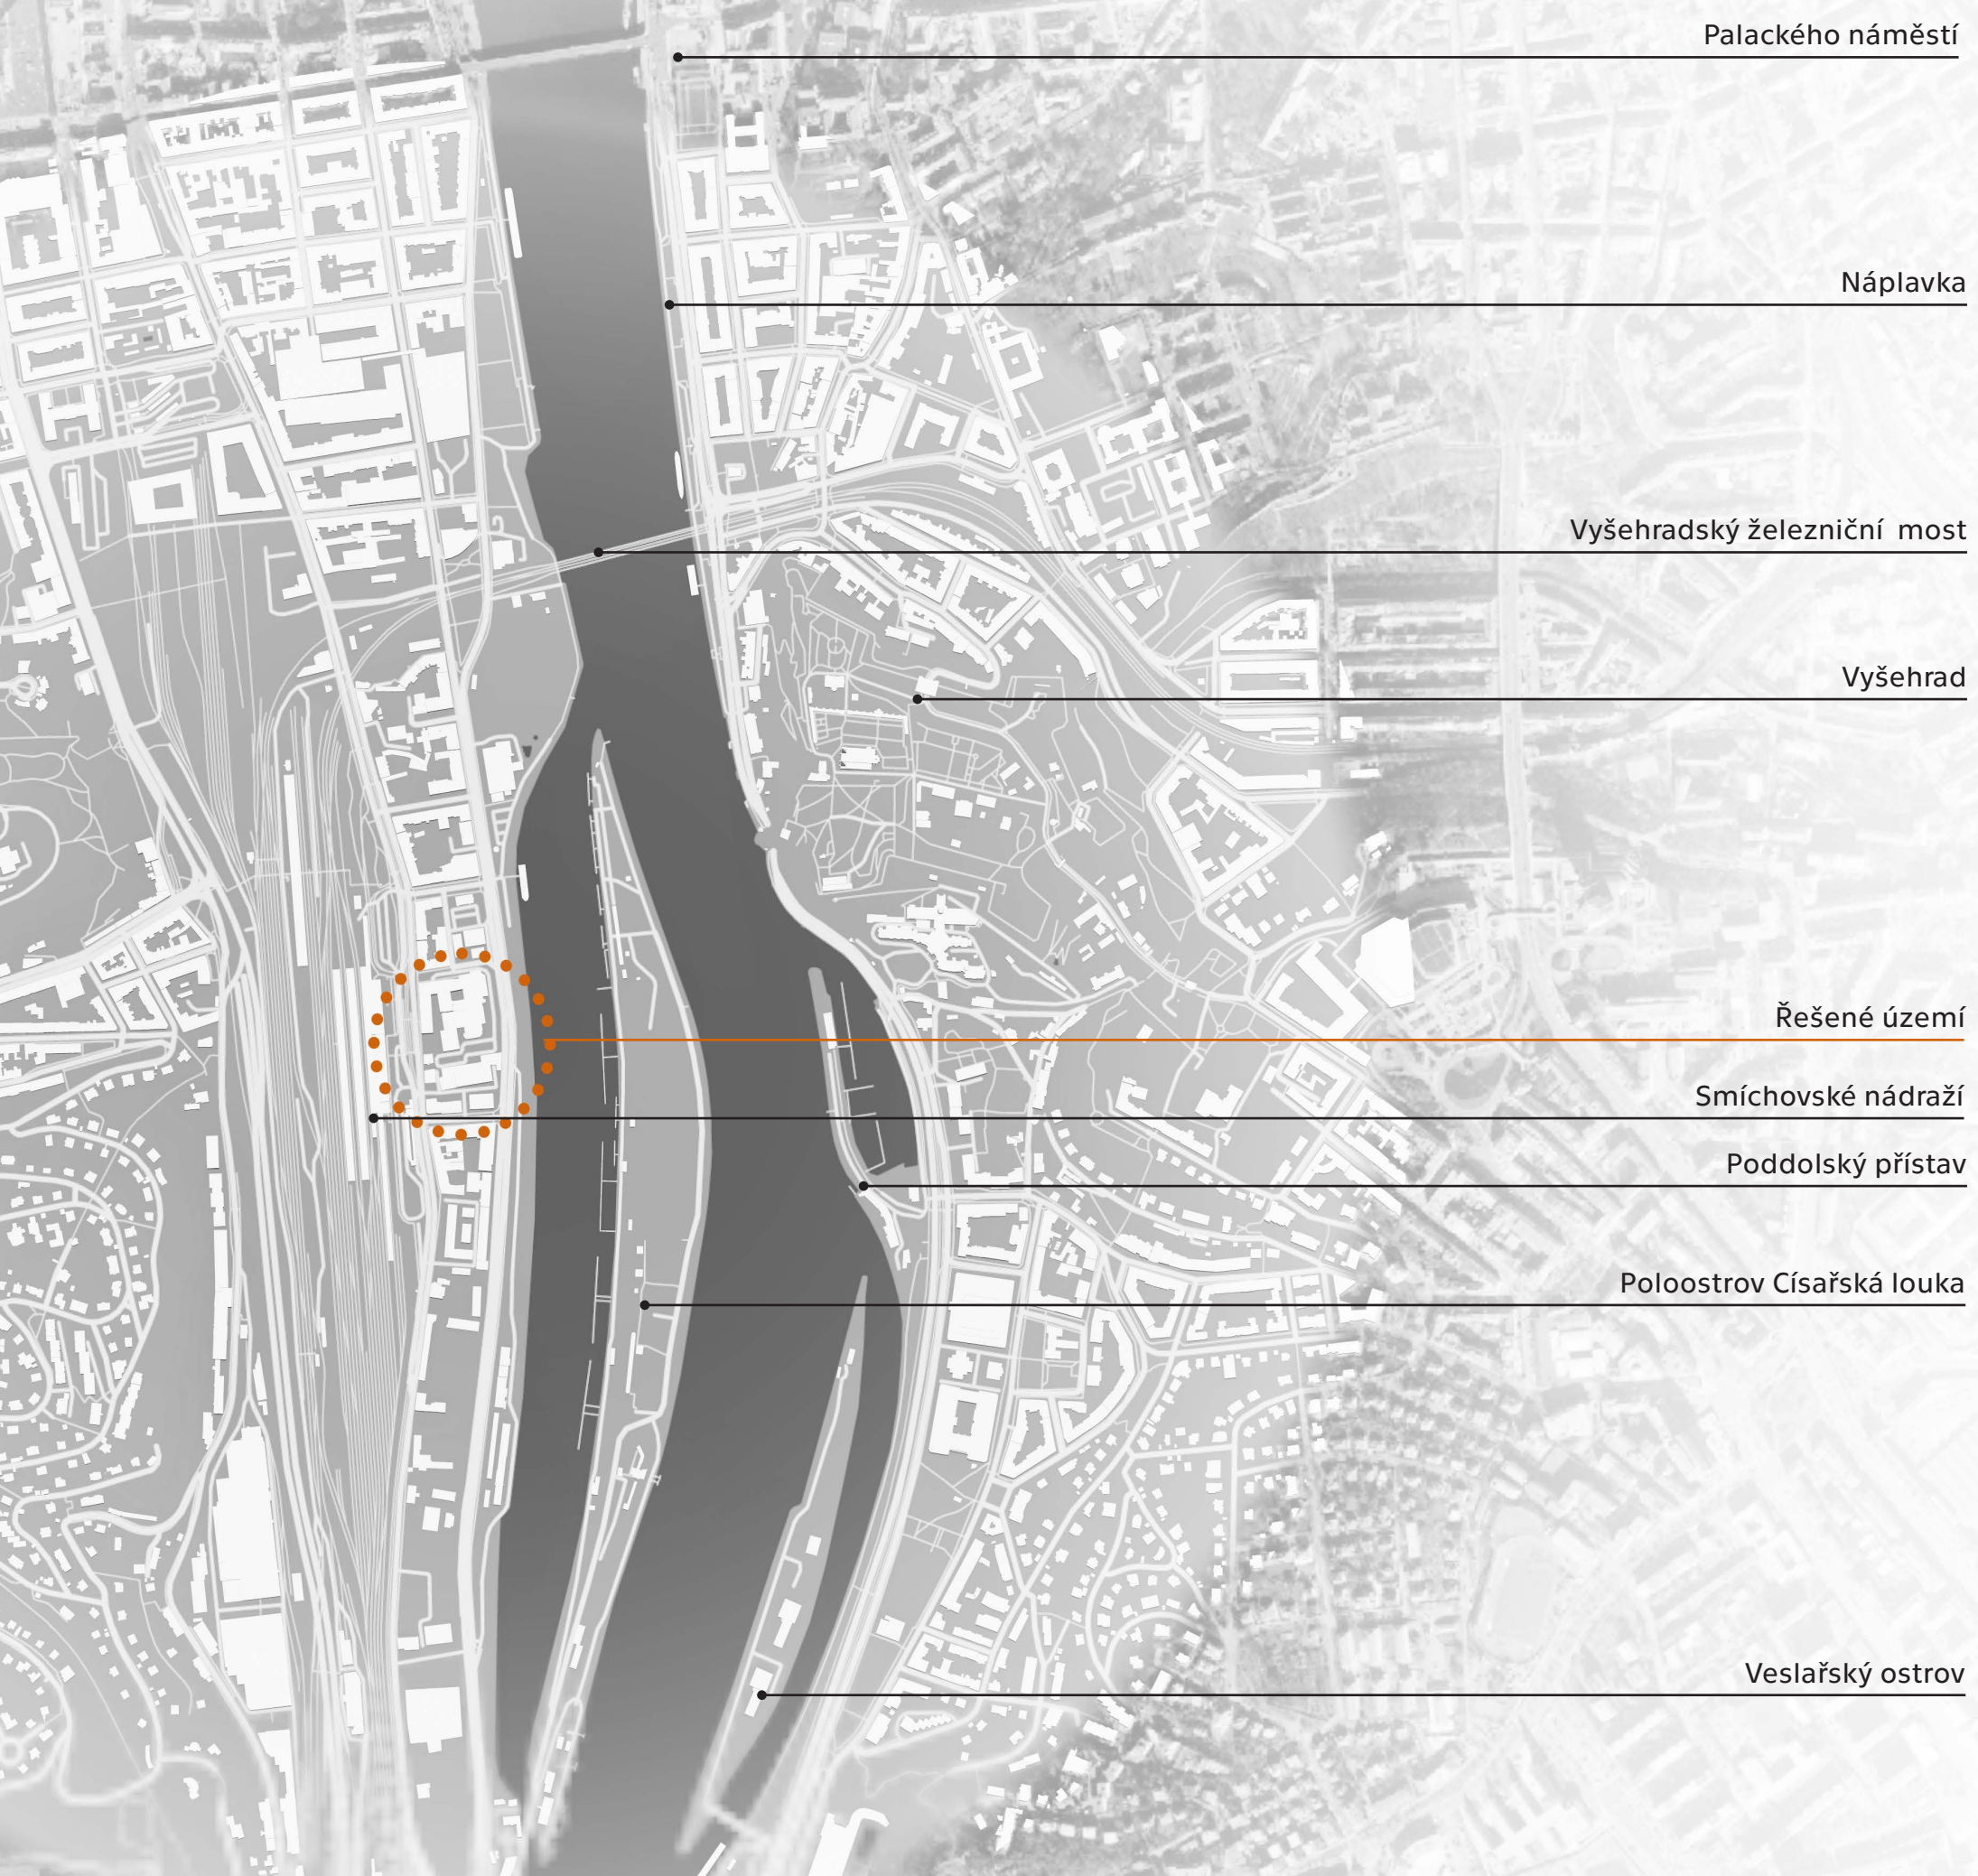 Palackého náměstí
Náplavka
Vyšehradský železniční most
Vyšehrad
Řešené území
Smíchovské nádraží
Poddolský přístav
Poloostrov Císařská louka
Veslařský ostrov